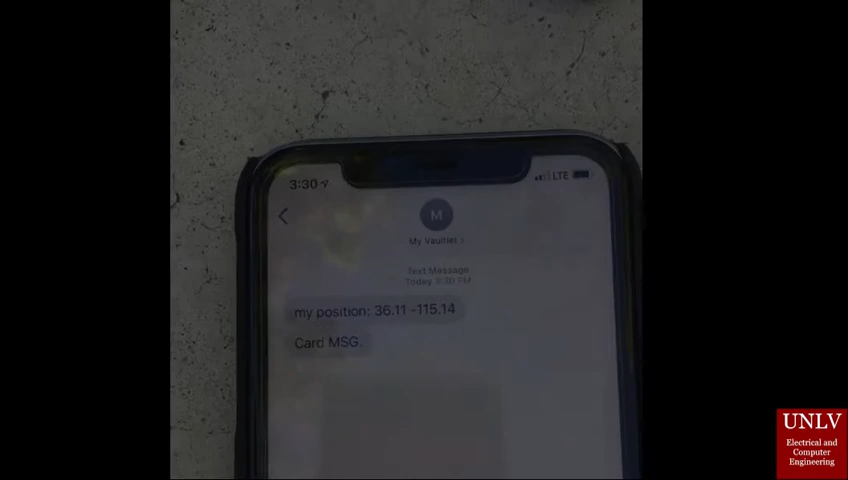 3:30
LTE
M
My Vaultlet
Text Message
Today 3:30 PM
my position: 36.11 -115.14
Card MSG.
UNLV
Electrical and
Computer
Engineering